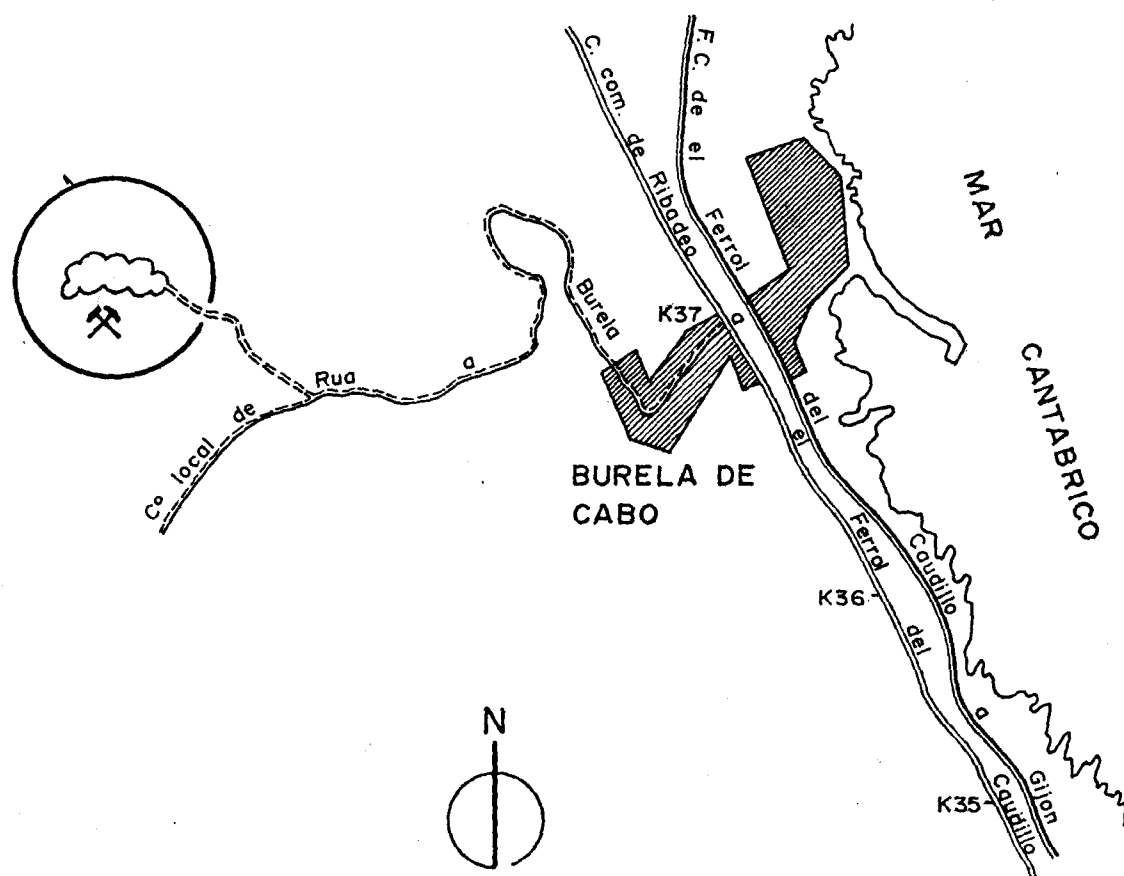 C. com. de Ribadeo a el Ferrol del Caudillo
F.C. de el Ferrol del Caudillo a Gijon
MAR
CANTABRICO
K37
Burela
Cº local de Rua a
BURELA DE
CABO
K36
K35
N